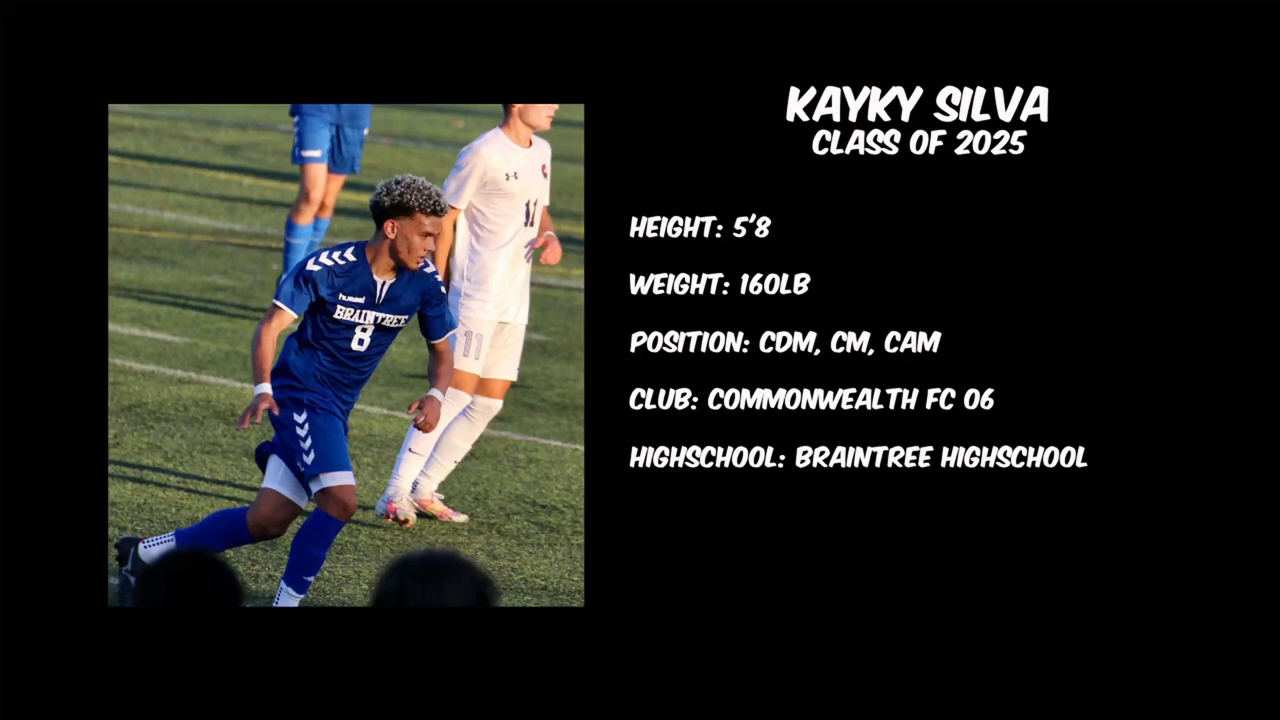 KAYKY SILVA
CLASS OF 2025
HEIGHT: 5'8
WEIGHT: 160LB
POSITION: CDM, CM, CAM
CLUB: COMMONWEALTH FC 06
HIGHSCHOOL: BRAINTREE HIGHSCHOOL
hummel
BRAINTREE
8
11
11